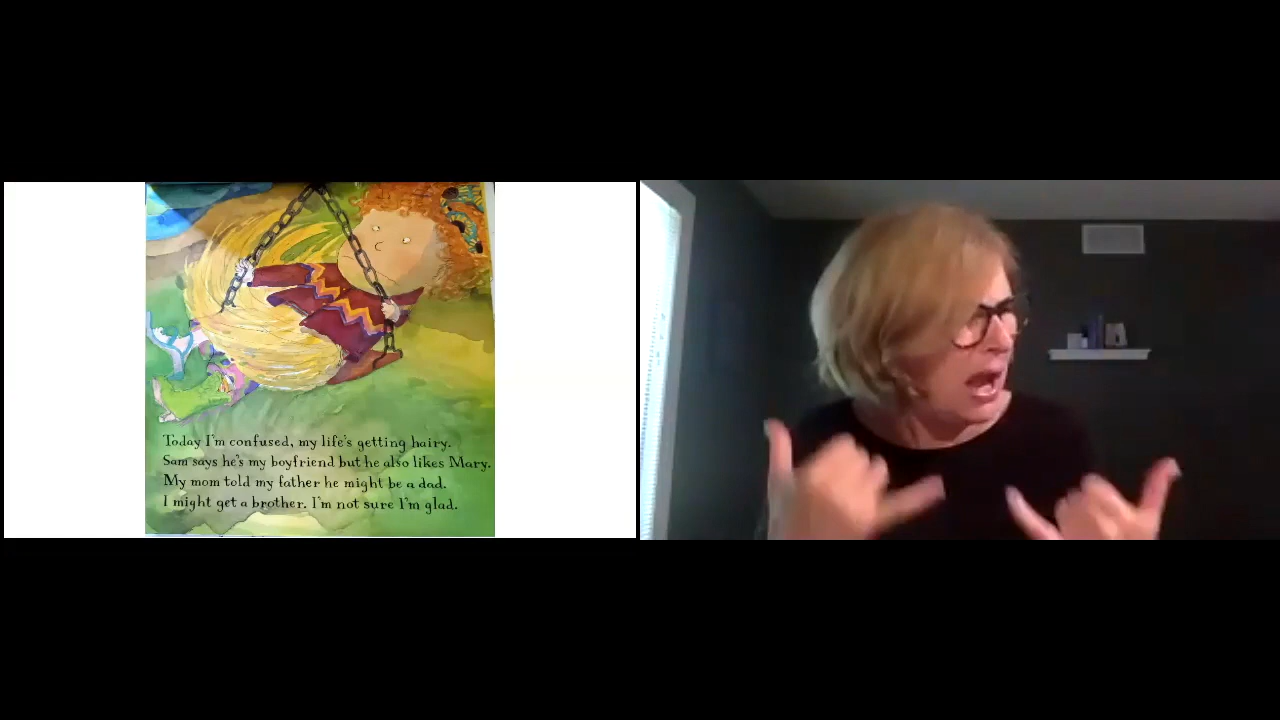 Today I'm confused, my life's getting hairy.
Sam says he's my boyfriend but he also likes Mary.
My mom told my father he might be a dad.
I might get a brother. I'm not sure I'm glad.